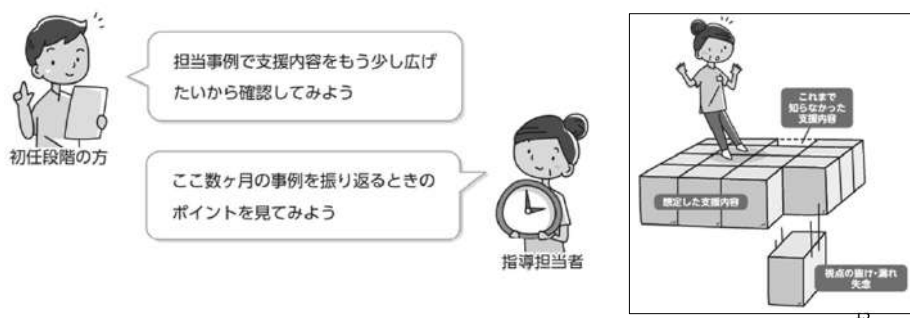 担当事例で支援内容をもう少し広げ
たいから確認してみよう
初任段階の方
ここ数ヶ月の事例を振り返るときの
ポイントを見てみよう
指導担当者
これまで
知らなかった
支援内容
想定した支援内容
視点の抜け・漏れ
失念